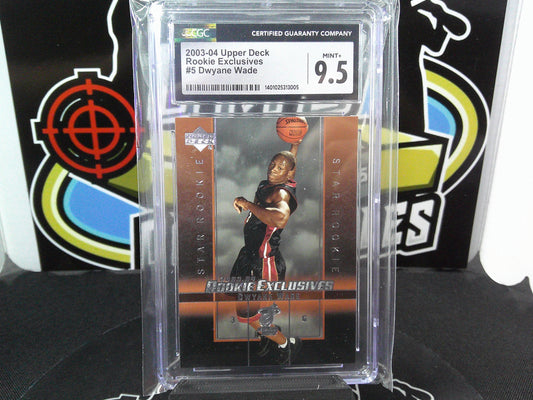 CGC
CERTIFIED GUARANTY COMPANY
2003-04 Upper Deck
Rookie Exclusives
#5 Dwyane Wade
MINT+
9.5
1401025313005
UPPER DECK
SPALDING
STAR ROOKIE
STAR ROOKIE
ROOKIE EXCLUSIVES
DWYANE WADE
G